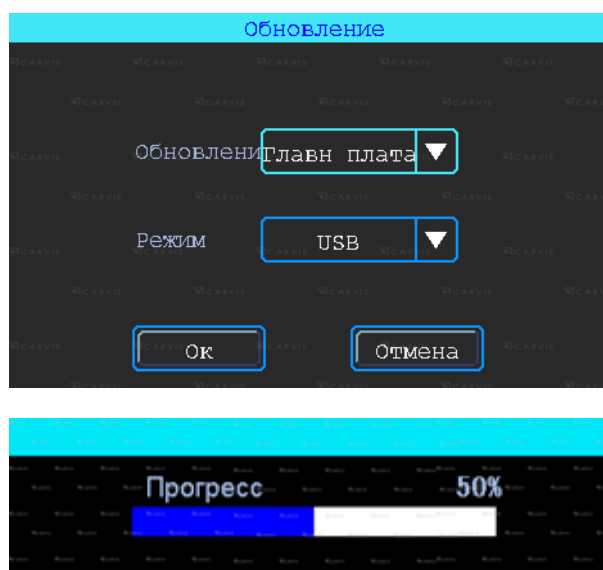 Обновление
Обновлени Главн плата
Режим USB
Ок Отмена
Прогресс 50%